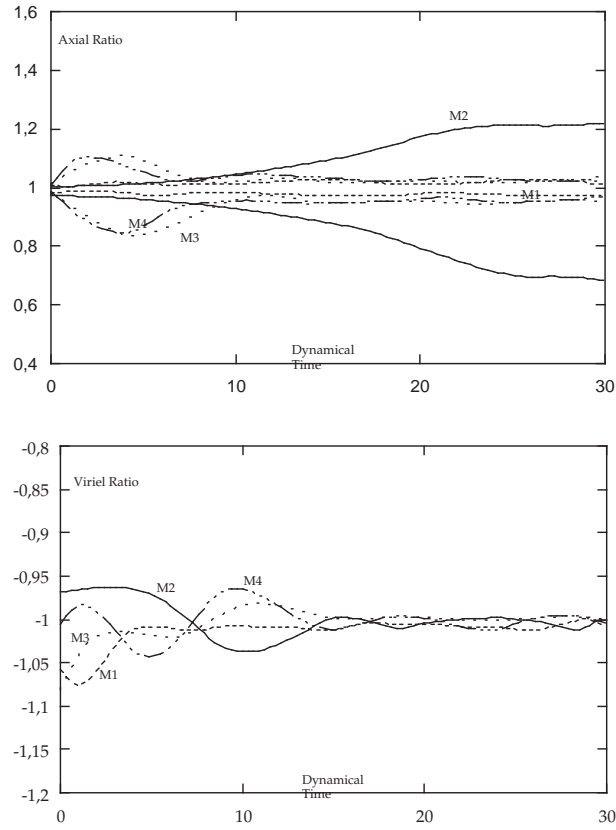 1,6
Axial Ratio
1,4
M2
1,2
1
M1
M4
M3
0,8
0,6
Dynamical
Time
0,4
0 10 20 30
-0,8
Viriel Ratio
-0,85
-0,9
-0,95
M2 M4
-1
M3
-1,05
M1
-1,1
-1,15
Dynamical
Time
-1,2
0 10 20 30